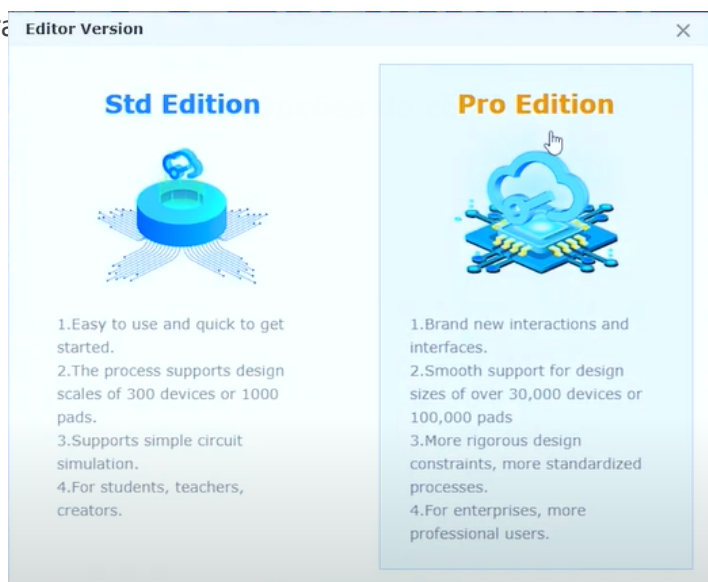 Editor Version
Std Edition
1.Easy to use and quick to get
started.
2.The process supports design
scales of 300 devices or 1000
pads.
3.Supports simple circuit
simulation.
4.For students, teachers,
creators.
Pro Edition
1.Brand new interactions and
interfaces.
2.Smooth support for design
sizes of over 30,000 devices or
100,000 pads
3.More rigorous design
constraints, more standardized
processes.
4.For enterprises, more
professional users.